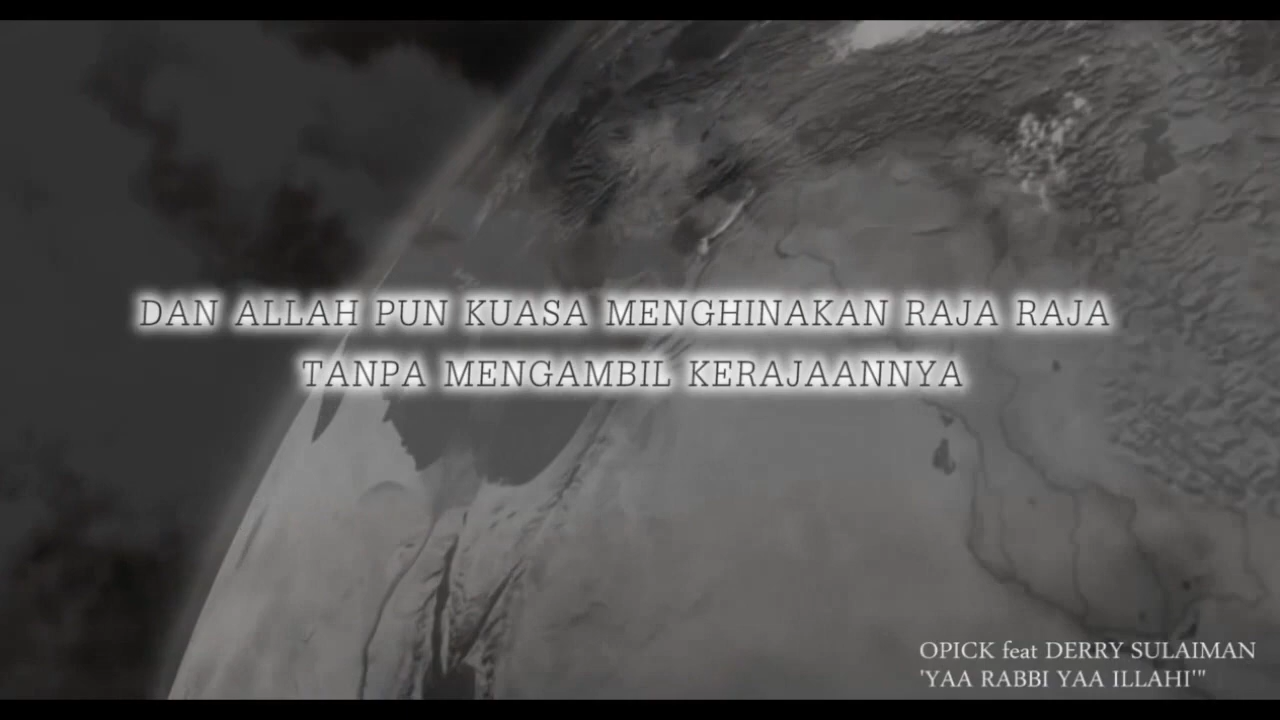 DAN ALLAH PUN KUASA MENGHINAKAN RAJA RAJA
TANPA MENGAMBIL KERAJAANNYA
OPICK feat DERRY SULAIMAN
'YAA RABBI YAA ILLAHI'"